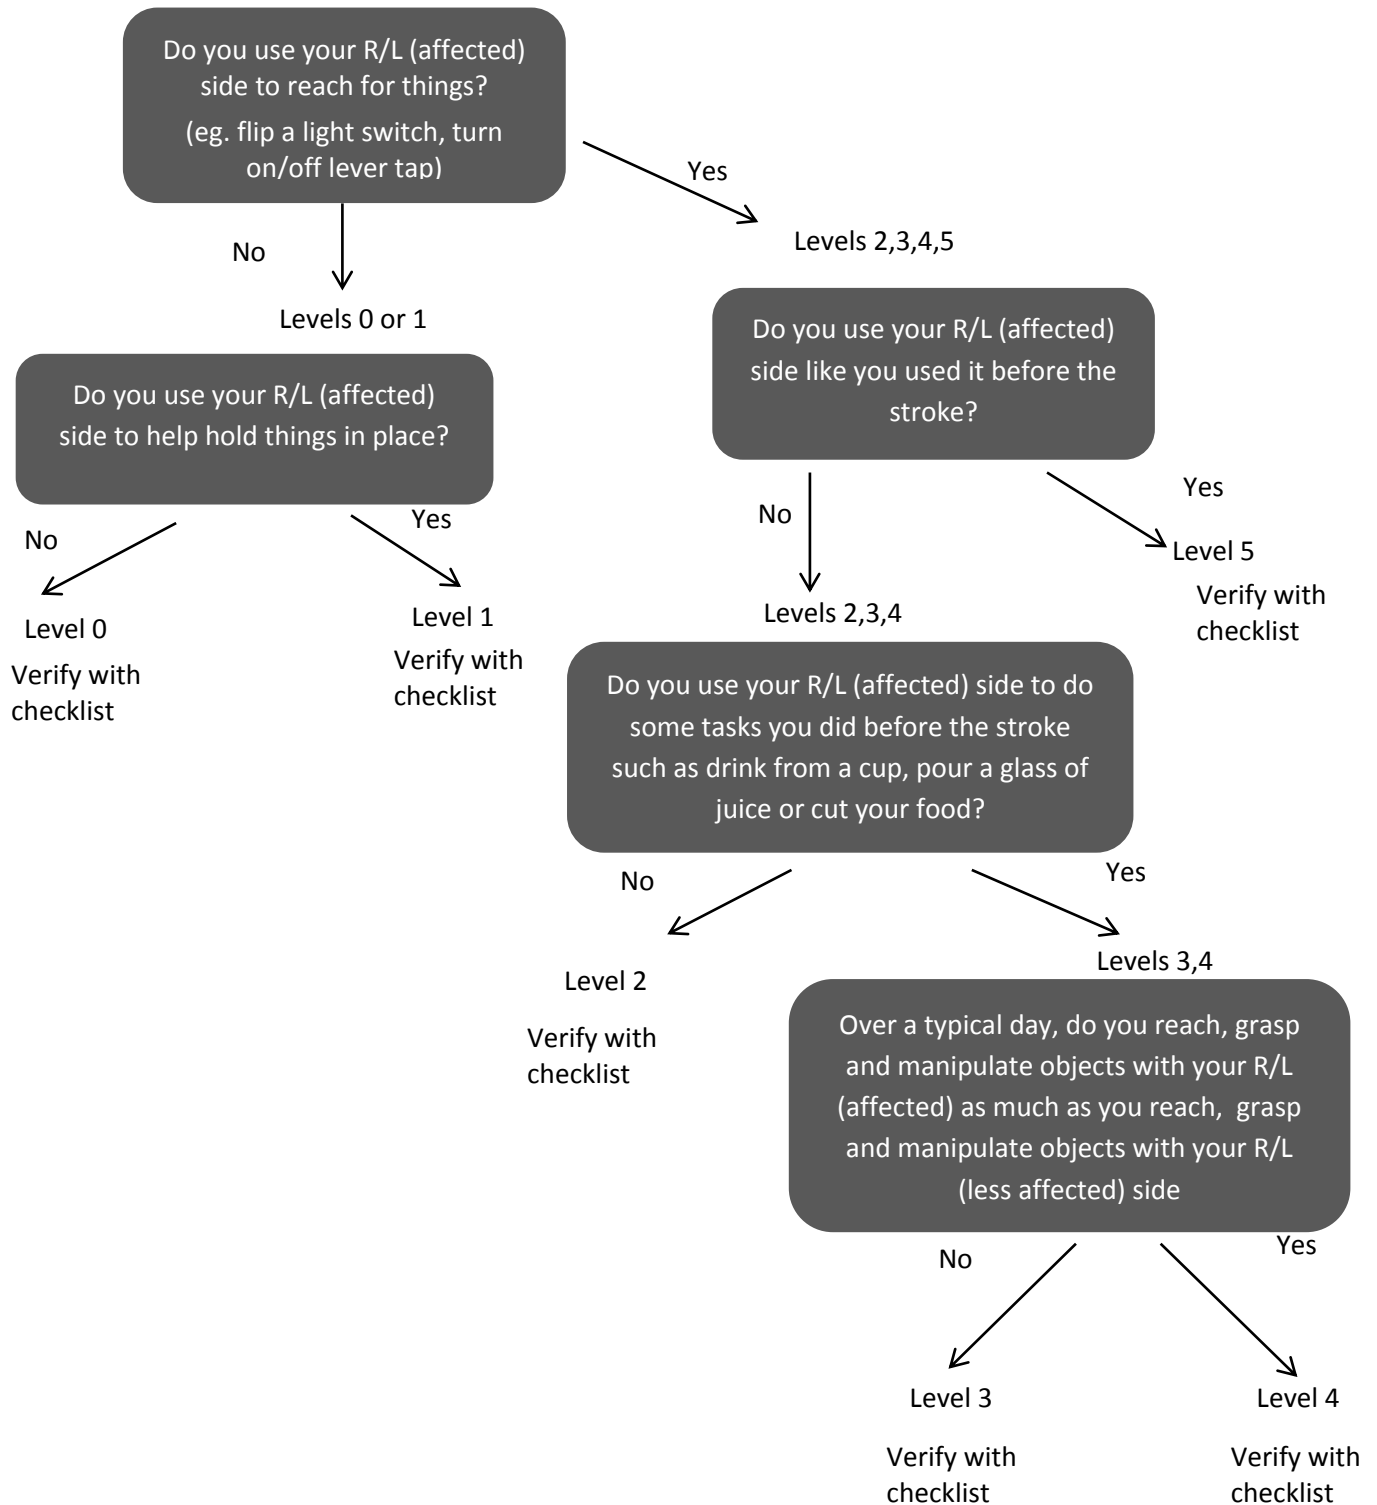 Do you use your R/L (affected)
side to reach for things?
(eg. flip a light switch, turn
on/off lever tap)
Yes
No
Levels 2,3,4,5
Levels 0 or 1
Do you use your R/L (affected)
side like you used it before the
stroke?
Do you use your R/L (affected)
side to help hold things in place?
No
Yes
Level 0
Verify with
checklist
Level 1
Verify with
checklist
No
Yes
Level 5
Verify with
checklist
Levels 2,3,4
Do you use your R/L (affected) side to do
some tasks you did before the stroke
such as drink from a cup, pour a glass of
juice or cut your food?
No
Yes
Level 2
Verify with
checklist
Levels 3,4
Over a typical day, do you reach, grasp
and manipulate objects with your R/L
(affected) as much as you reach,  grasp
and manipulate objects with your R/L
(less affected) side
No
Yes
Level 3
Verify with
checklist
Level 4
Verify with
checklist